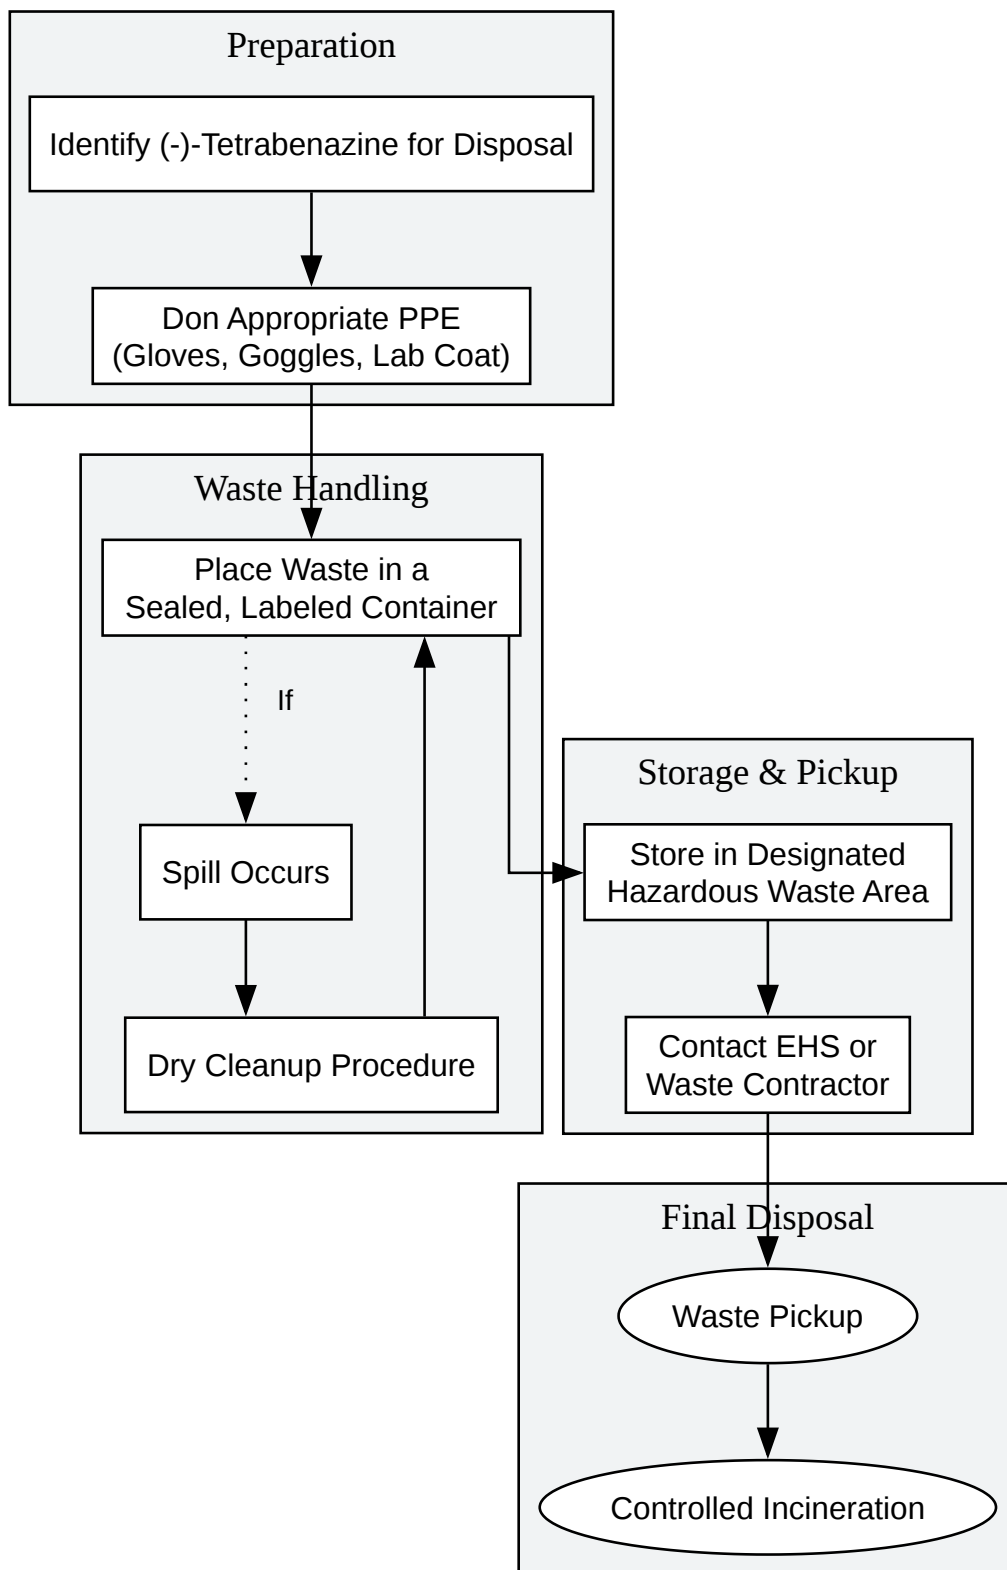 Preparation
Identify (-)-Tetrabenazine for Disposal
Don Appropriate PPE
(Gloves, Goggles, Lab Coat)
Waste Handling
Place Waste in a
Sealed, Labeled Container
If
Spill Occurs
Dry Cleanup Procedure
Storage & Pickup
Store in Designated
Hazardous Waste Area
Contact EHS or
Waste Contractor
Final Disposal
Waste Pickup
Controlled Incineration